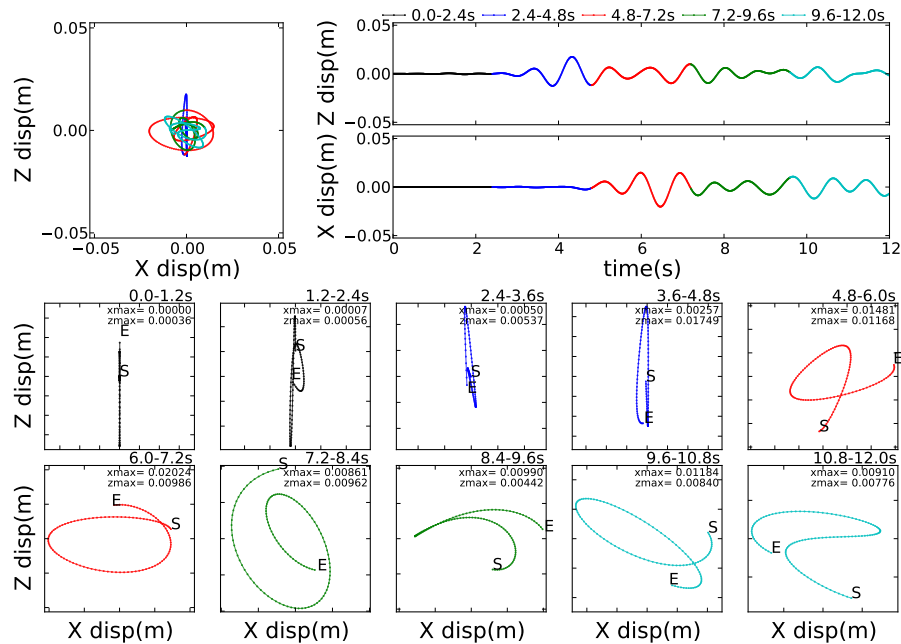 0.0-2.4s 2.4-4.8s 4.8-7.2s 7.2-9.6s 9.6-12.0s
0.05
0.00
−0.05
Z disp(m)
−0.05 0.00 0.05
X disp(m)
0.05
0.00
−0.05
Z disp(m)
0.05
0.00
−0.05
X disp(m)
0 2 4 6 8 10 12
time(s)
0.0-1.2s
xmax= 0.00000
zmax= 0.00036
E
S
1.2-2.4s
xmax= 0.00007
zmax= 0.00056
S
E
2.4-3.6s
xmax= 0.00050
zmax= 0.00537
S
E
3.6-4.8s
xmax= 0.00257
zmax= 0.01749
S
E
4.8-6.0s
xmax= 0.01481
zmax= 0.01168
E
S
Z disp(m)
6.0-7.2s
xmax= 0.02024
zmax= 0.00986
E
S
7.2-8.4s
xmax= 0.00861
zmax= 0.00962
S
E
8.4-9.6s
xmax= 0.00990
zmax= 0.00442
E
S
9.6-10.8s
xmax= 0.01184
zmax= 0.00840
S
E
10.8-12.0s
xmax= 0.00910
zmax= 0.00776
E
S
Z disp(m)
X disp(m) X disp(m) X disp(m) X disp(m) X disp(m)